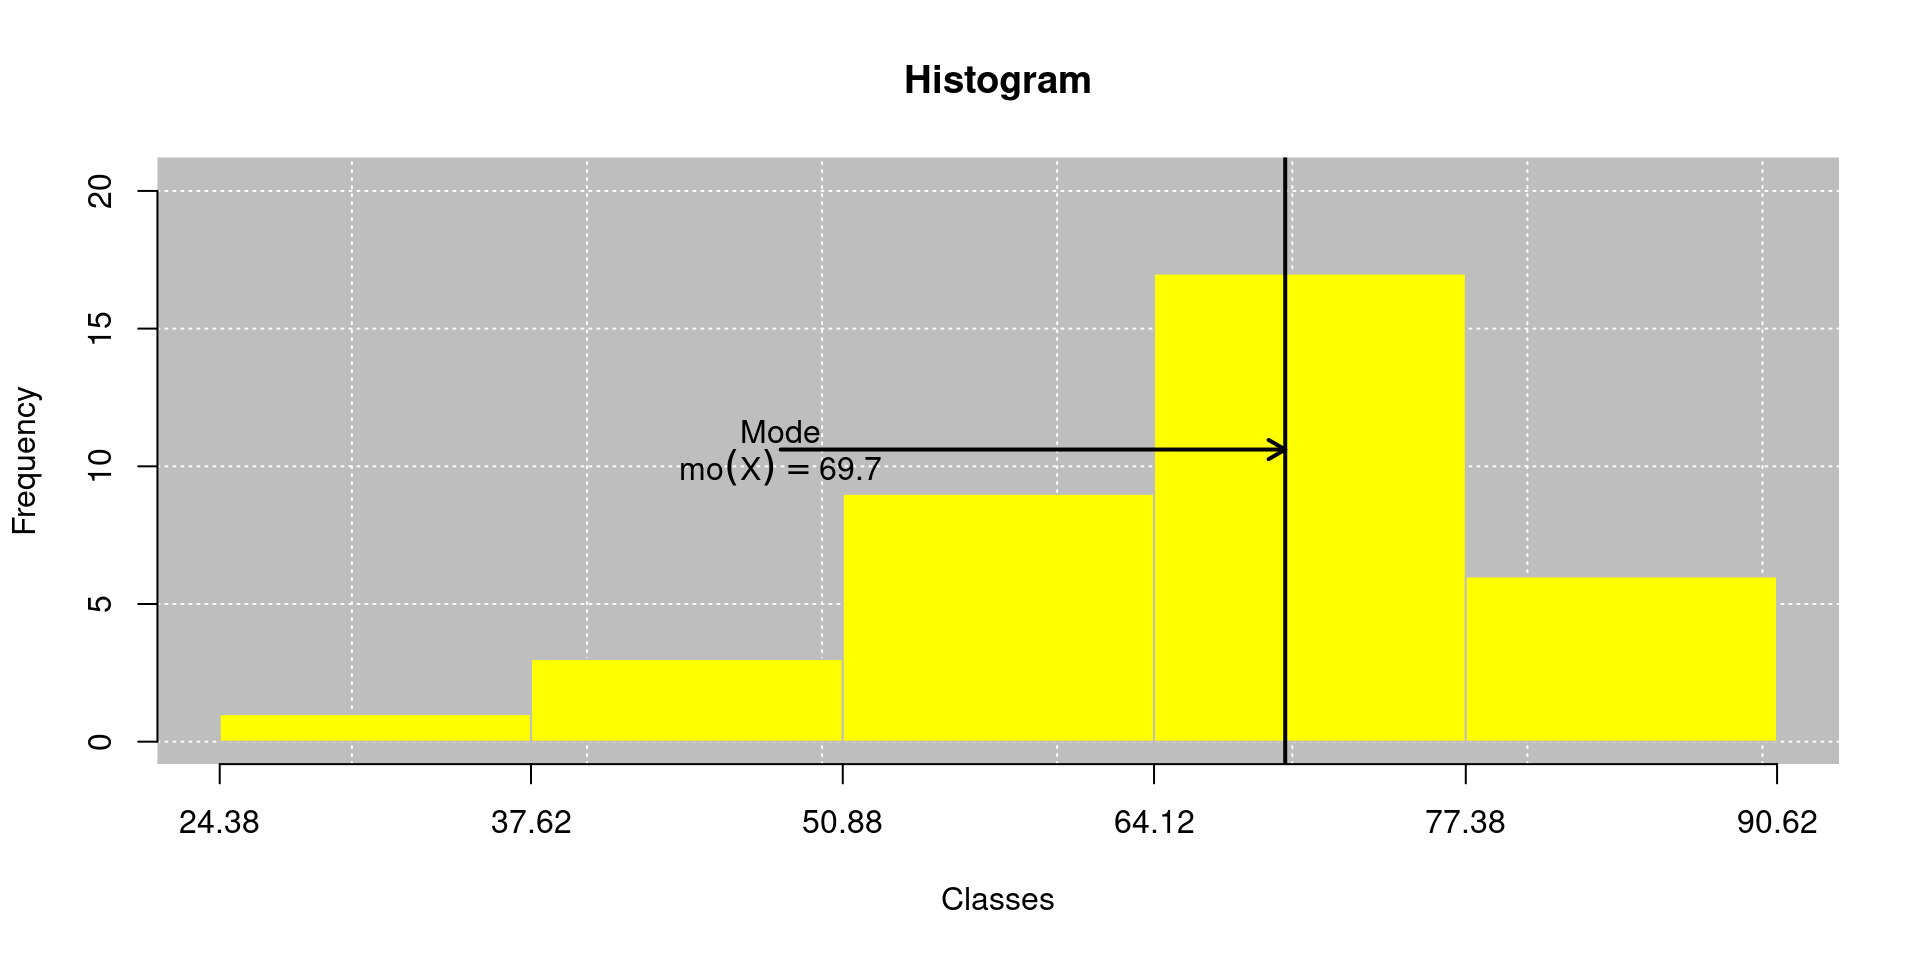 Histogram
20
15
10
5
0
Frequency
Mode
mo(X) = 69.7
24.38 37.62 50.88 64.12 77.38 90.62
Classes